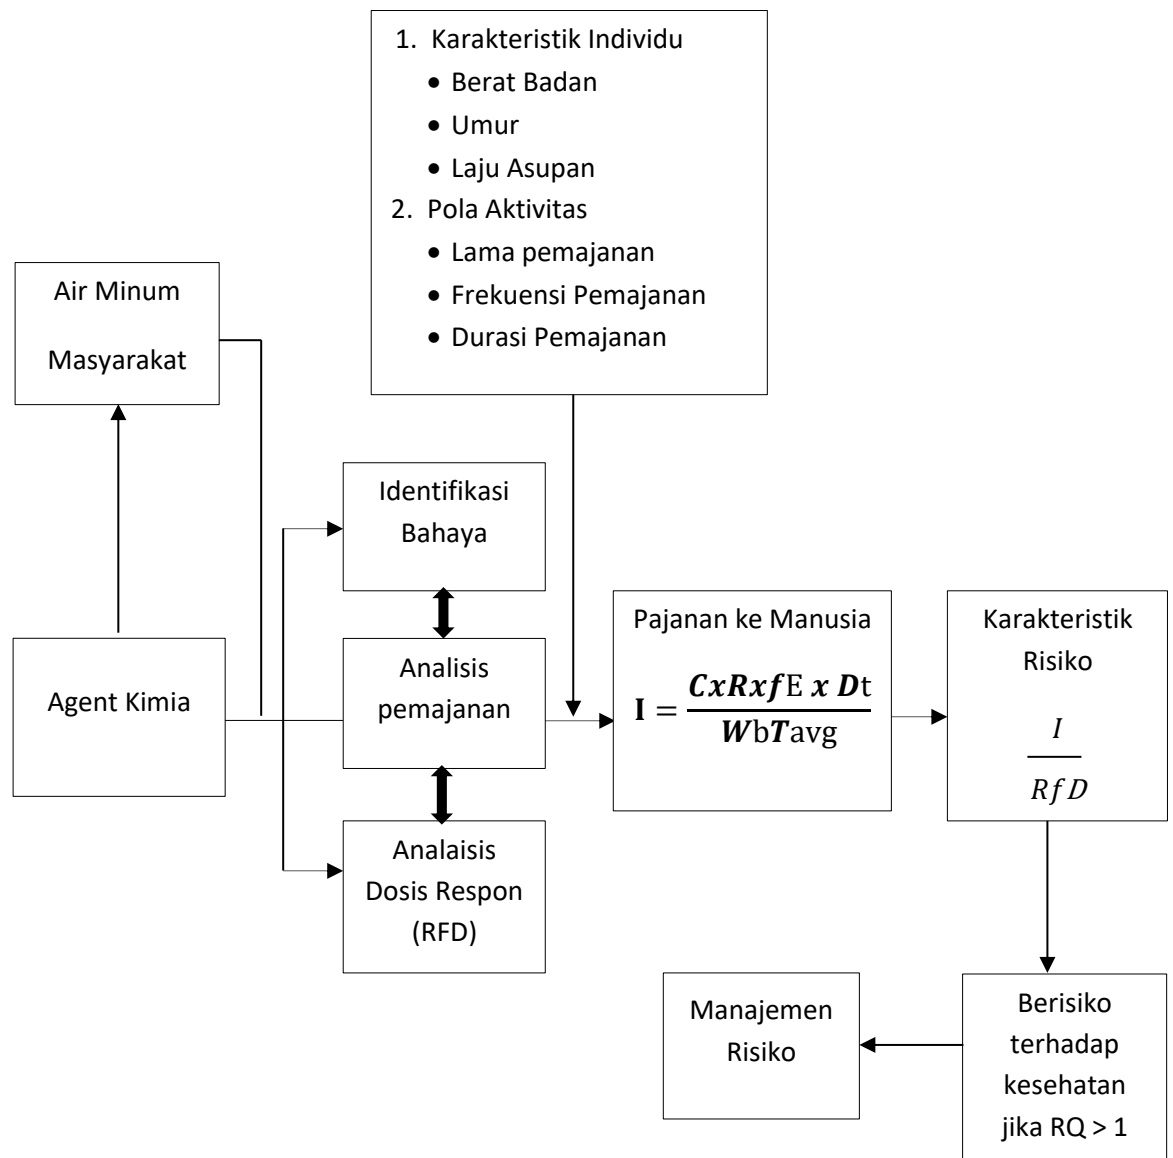 1. Karakteristik Individu
• Berat Badan
• Umur
• Laju Asupan
2. Pola Aktivitas
• Lama pemajanan
• Frekuensi Pemajanan
• Durasi Pemajanan
Air Minum
Masyarakat
Identifikasi
Bahaya
Agent Kimia
Analisis
pemajanan
Analaisis
Dosis Respon
(RFD)
Pajanan ke Manusia
I = CxRxfE x Dt / WbTavg
Karakteristik
Risiko
I
RfD
Manajemen
Risiko
Berisiko
terhadap
kesehatan
jika RQ > 1